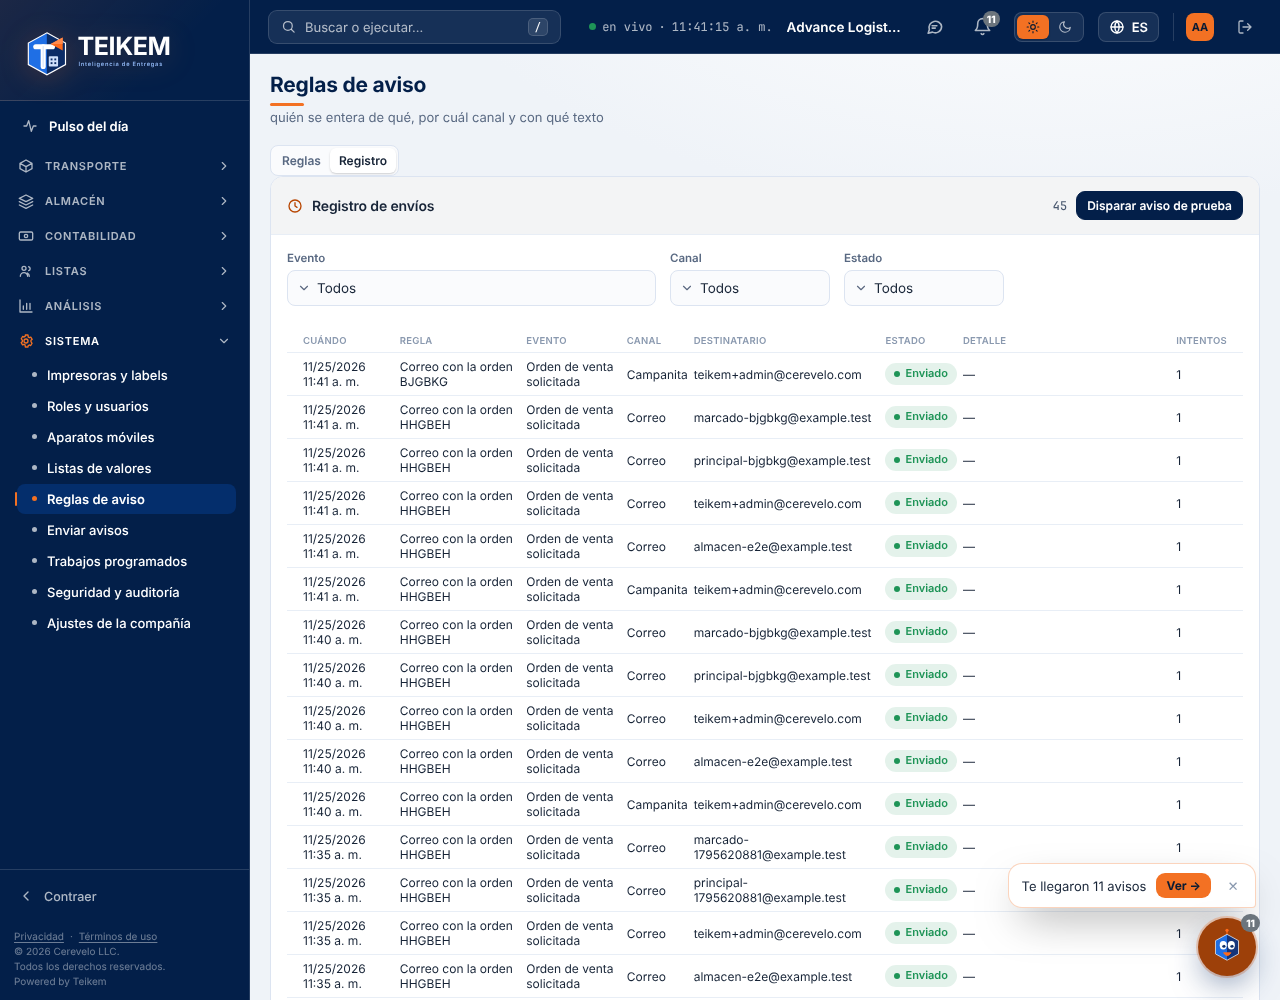 TEIKEM
Inteligencia de Entregas
Buscar o ejecutar...
/
en vivo · 11:41:15 a. m.
Advance Logist...
11
ES
AA
Pulso del día
TRANSPORTE
ALMACÉN
CONTABILIDAD
LISTAS
ANÁLISIS
SISTEMA
Impresoras y labels
Roles y usuarios
Aparatos móviles
Listas de valores
Reglas de aviso
Enviar avisos
Trabajos programados
Seguridad y auditoría
Ajustes de la compañía
Contraer
Privacidad · Términos de uso
© 2026 Cerevelo LLC.
Todos los derechos reservados.
Powered by Teikem
Reglas de aviso
quién se entera de qué, por cuál canal y con qué texto
Reglas Registro
Registro de envíos
45 Disparar aviso de prueba
Evento Canal Estado
Todos Todos Todos
CUÁNDO REGLA EVENTO CANAL DESTINATARIO ESTADO DETALLE INTENTOS
11/25/2026 Correo con la orden Orden de venta
11:41 a. m. BJGBKG solicitada Campanita teikem+admin@cerevelo.com Enviado — 1
11/25/2026 Correo con la orden Orden de venta
11:41 a. m. HHGBEH solicitada Correo marcado-bjgbkg@example.test Enviado — 1
11/25/2026 Correo con la orden Orden de venta
11:41 a. m. HHGBEH solicitada Correo principal-bjgbkg@example.test Enviado — 1
11/25/2026 Correo con la orden Orden de venta
11:41 a. m. HHGBEH solicitada Correo teikem+admin@cerevelo.com Enviado — 1
11/25/2026 Correo con la orden Orden de venta
11:41 a. m. HHGBEH solicitada Correo almacen-e2e@example.test Enviado — 1
11/25/2026 Correo con la orden Orden de venta
11:41 a. m. HHGBEH solicitada Campanita teikem+admin@cerevelo.com Enviado — 1
11/25/2026 Correo con la orden Orden de venta
11:40 a. m. HHGBEH solicitada Correo marcado-bjgbkg@example.test Enviado — 1
11/25/2026 Correo con la orden Orden de venta
11:40 a. m. HHGBEH solicitada Correo principal-bjgbkg@example.test Enviado — 1
11/25/2026 Correo con la orden Orden de venta
11:40 a. m. HHGBEH solicitada Correo teikem+admin@cerevelo.com Enviado — 1
11/25/2026 Correo con la orden Orden de venta
11:40 a. m. HHGBEH solicitada Correo almacen-e2e@example.test Enviado — 1
11/25/2026 Correo con la orden Orden de venta
11:40 a. m. HHGBEH solicitada Campanita teikem+admin@cerevelo.com Enviado — 1
11/25/2026 Correo con la orden Orden de venta marcado-
11:35 a. m. HHGBEH solicitada Correo 1795620881@example.test Enviado — 1
11/25/2026 Correo con la orden Orden de venta principal-
11:35 a. m. HHGBEH solicitada Correo 1795620881@example.test Enviado —
11/25/2026 Correo con la orden Orden de venta
11:35 a. m. HHGBEH solicitada Correo teikem+admin@cerevelo.com Enviado — 1
11/25/2026 Correo con la orden Orden de venta
11:35 a. m. HHGBEH solicitada Correo almacen-e2e@example.test Enviado — 1
Te llegaron 11 avisos Ver → ×
11